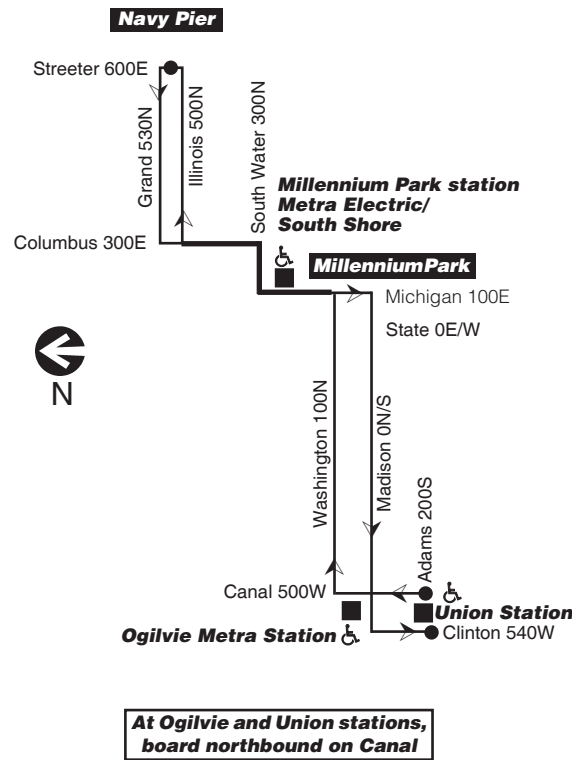 Navy Pier
Streeter 600E
Grand 530N
Illinois 500N
South Water 300N
Millennium Park station
Metra Electric/
South Shore
Columbus 300E
MillenniumPark
Michigan 100E
State 0E/W
N
Washington 100N
Madison 0N/S
Adams 200S
Canal 500W
Union Station
Ogilvie Metra Station
Clinton 540W
At Ogilvie and Union stations,
board northbound on Canal